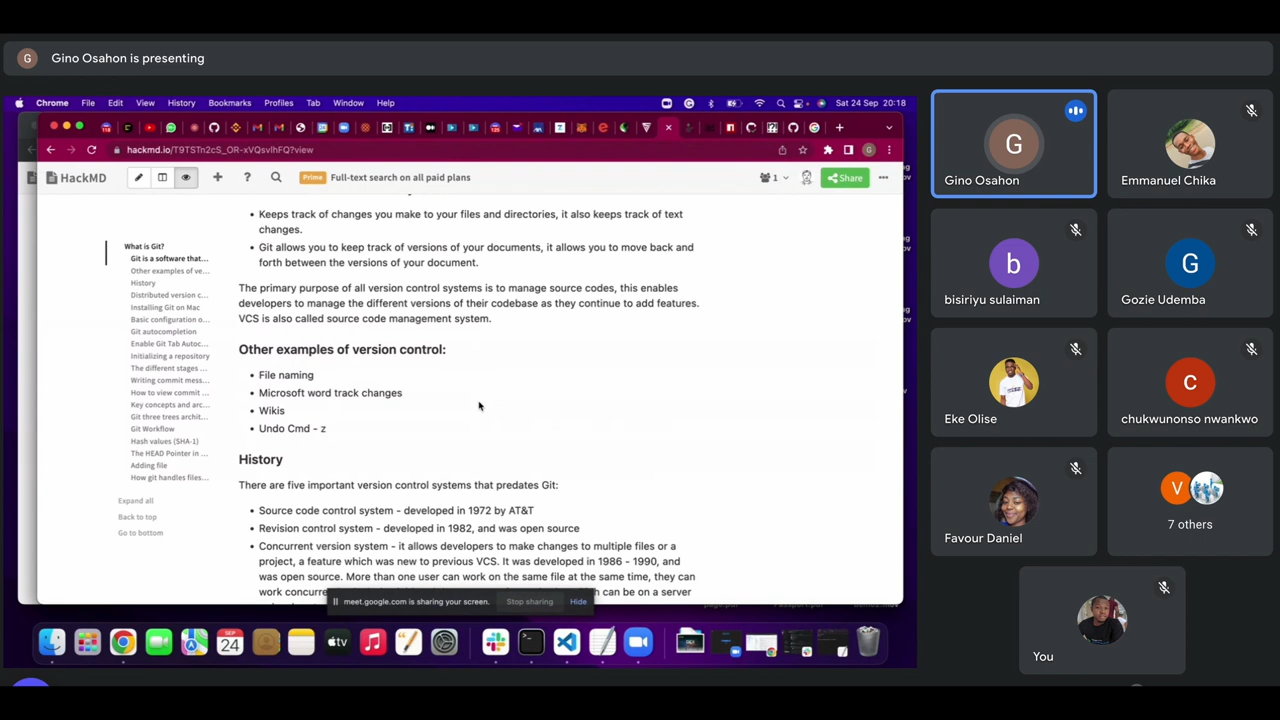 G
Gino Osahon is presenting
Chrome File Edit View History Bookmarks Profiles Tab Window Help
Sat 24 Sep 20:18
hackmd.io/T9TSTn2cS_OR-xVQsvlhFQ?view
G
HackMD
Prime Full-text search on all paid plans
1
Share
What is Git?
Git is a software that...
Other examples of ve...
History
Distributed version c...
Installing Git on Mac
Basic configuration o...
Git autocompletion
Enable Git Tab Autoc...
Initializing a repository
The different stages
Writing commit mess...
How to view commit
Key concepts and arc...
Git three trees archit...
Git Workflow
Hash values (SHA-1)
The HEAD Pointer in ...
Adding file
How git handles files...
Expand all
Back to top
Go to bottom
• Keeps track of changes you make to your files and directories, it also keeps track of text
changes.
• Git allows you to keep track of versions of your documents, it allows you to move back and
forth between the versions of your document.
The primary purpose of all version control systems is to manage source codes, this enables
developers to manage the different versions of their codebase as they continue to add features.
VCS is also called source code management system.
Other examples of version control:
• File naming
• Microsoft word track changes
• Wikis
• Undo Cmd - z
History
There are five important version control systems that predates Git:
• Source code control system - developed in 1972 by AT&T
• Revision control system - developed in 1982, and was open source
• Concurrent version system - it allows developers to make changes to multiple files or a
project, a feature which was new to previous VCS. It was developed in 1986 - 1990, and
was open source. More than one user can work on the same file at the same time, they can
work concurre
ch can be on a server
meet.google.com is sharing your screen. Stop sharing Hide
SEP
24
tv
G
Gino Osahon
Emmanuel Chika
b
bisiriyu sulaiman
G
Gozie Udemba
Eke Olise
c
chukwunonso nwankwo
Favour Daniel
V
7 others
You